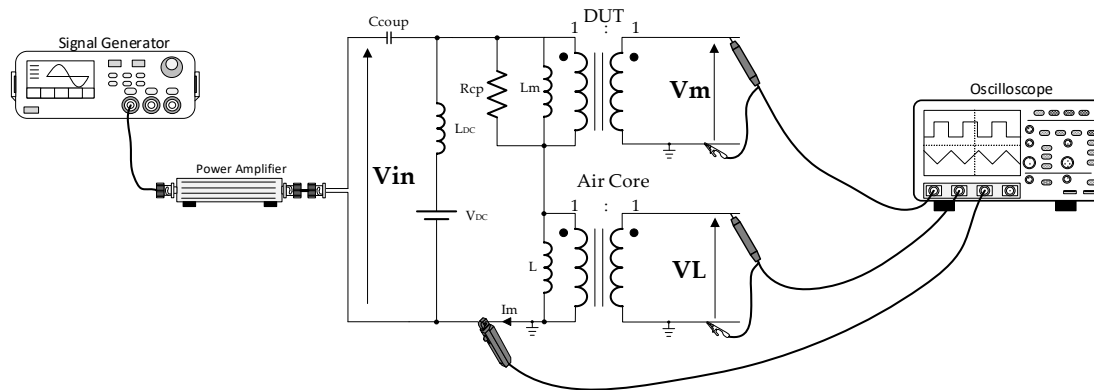 Signal Generator
Power Amplifier
Ccoup
Vin
LDC
VDC
Rcp
Lm
DUT
1 : 1
Vm
Air Core
1 : 1
L
VL
Im
Oscilloscope